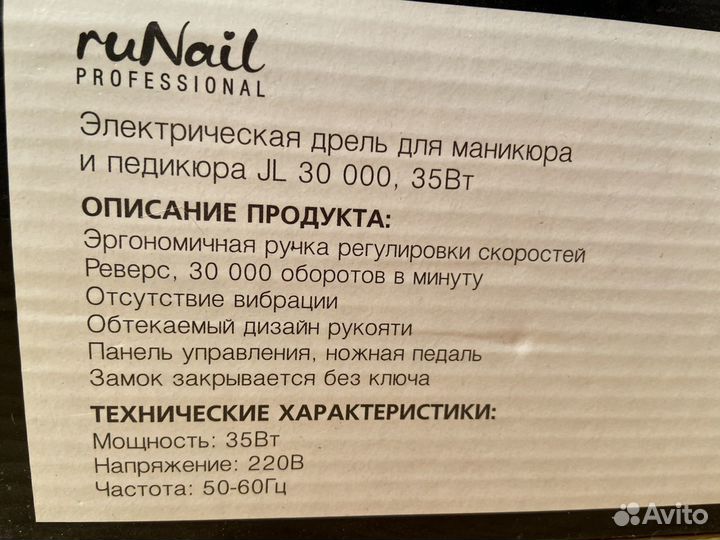 ruNail
PROFESSIONAL
Электрическая дрель для маникюра
и педикюра JL 30 000, 35Вт
ОПИСАНИЕ ПРОДУКТА:
Эргономичная ручка регулировки скоростей
Реверс, 30 000 оборотов в минуту
Отсутствие вибрации
Обтекаемый дизайн рукояти
Панель управления, ножная педаль
Замок закрывается без ключа
ТЕХНИЧЕСКИЕ ХАРАКТЕРИСТИКИ:
Мощность: 35Вт
Напряжение: 220В
Частота: 50-60Гц
Avito